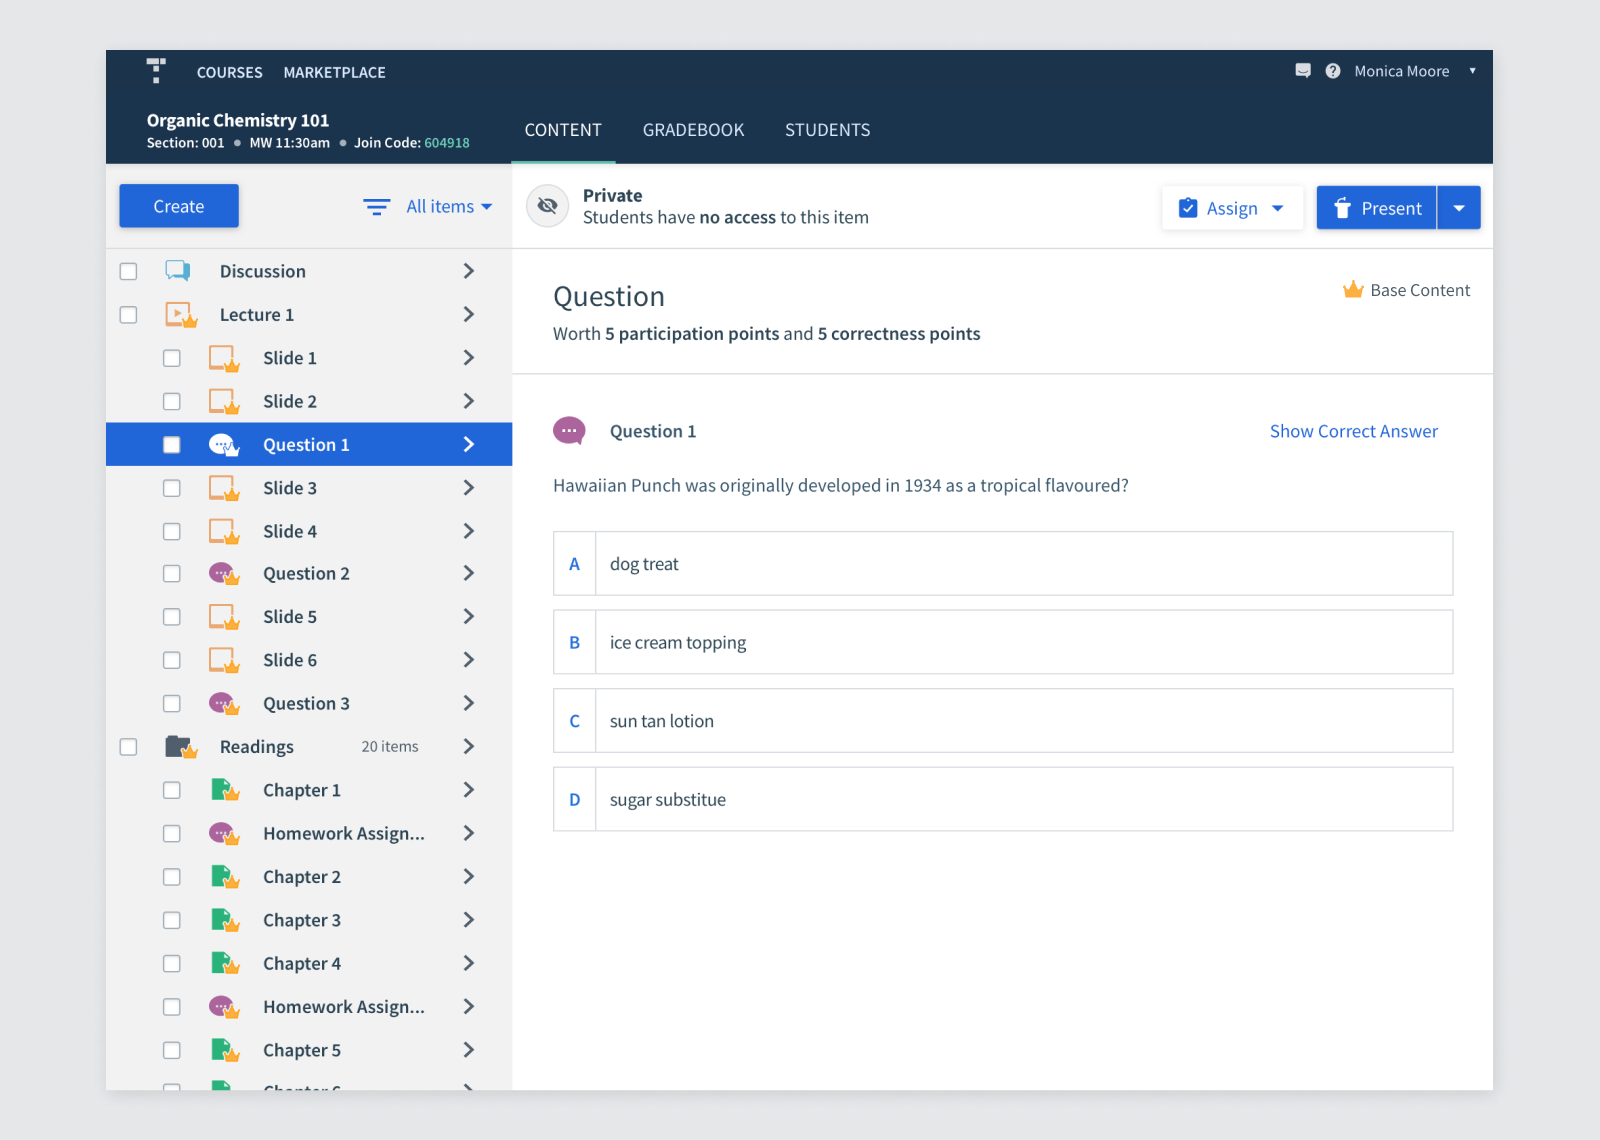 COURSES MARKETPLACE
Monica Moore
Organic Chemistry 101
Section: 001 • MW 11:30am • Join Code: 604918
CONTENT GRADEBOOK STUDENTS
Create
All items
Private
Students have no access to this item
Assign
Present
Discussion
Lecture 1
Slide 1
Slide 2
Question 1
Slide 3
Slide 4
Question 2
Slide 5
Slide 6
Question 3
Readings 20 items
Chapter 1
Homework Assign...
Chapter 2
Chapter 3
Chapter 4
Homework Assign...
Chapter 5
Chapter 6
Question
Base Content
Worth 5 participation points and 5 correctness points
Question 1
Show Correct Answer
Hawaiian Punch was originally developed in 1934 as a tropical flavoured?
A dog treat
B ice cream topping
C sun tan lotion
D sugar substitue